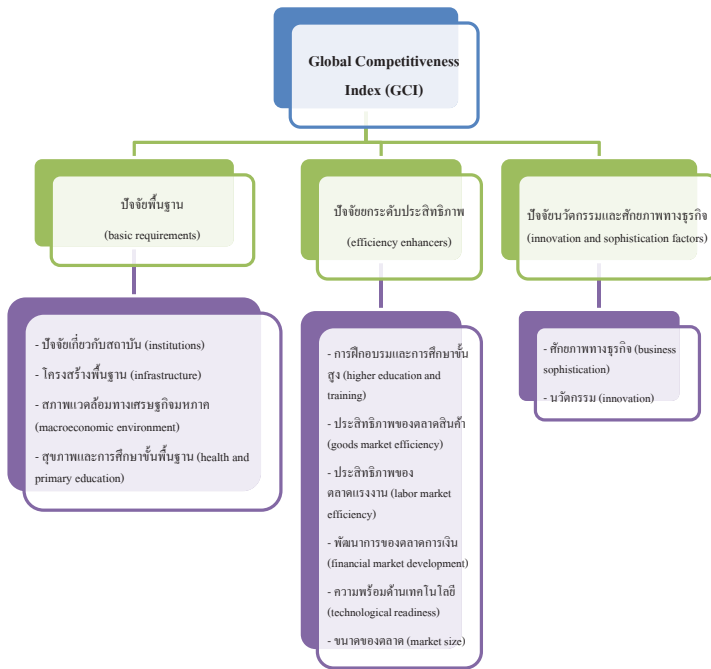 Global Competitiveness
Index (GCI)
ปัจจัยพื้นฐาน
(basic requirements)
ปัจจัยยกระดับประสิทธิภาพ
(efficiency enhancers)
ปัจจัยนวัตกรรมและศักยภาพทางธุรกิจ
(innovation and sophistication factors)
- ปัจจัยเกี่ยวกับสถาบัน (institutions)
- โครงสร้างพื้นฐาน (infrastructure)
- สภาพแวดล้อมทางเศรษฐกิจมหภาค
(macroeconomic environment)
- สุขภาพและการศึกษาขั้นพื้นฐาน (health and
primary education)
- การฝึกอบรมและการศึกษาขั้น
สูง (higher education and
training)
- ประสิทธิภาพของตลาดสินค้า
(goods market efficiency)
- ประสิทธิภาพของ
ตลาดแรงงาน (labor market
efficiency)
- พัฒนาการของตลาดการเงิน
(financial market development)
- ความพร้อมด้านเทคโนโลยี
(technological readiness)
- ขนาดของตลาด (market size)
- ศักยภาพทางธุรกิจ (business
sophistication)
- นวัตกรรม (innovation)